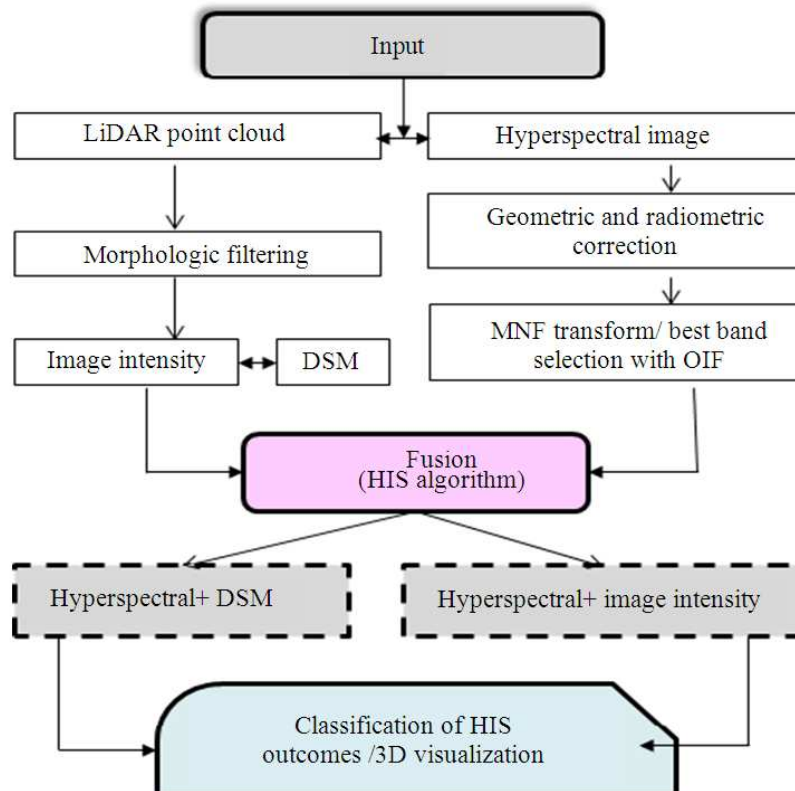 Input
LiDAR point cloud
Hyperspectral image
Geometric and radiometric
correction
Morphologic filtering
MNF transform/ best band
selection with OIF
Image intensity
DSM
Fusion
(HIS algorithm)
Hyperspectral+ DSM
Hyperspectral+ image intensity
Classification of HIS
outcomes /3D visualization